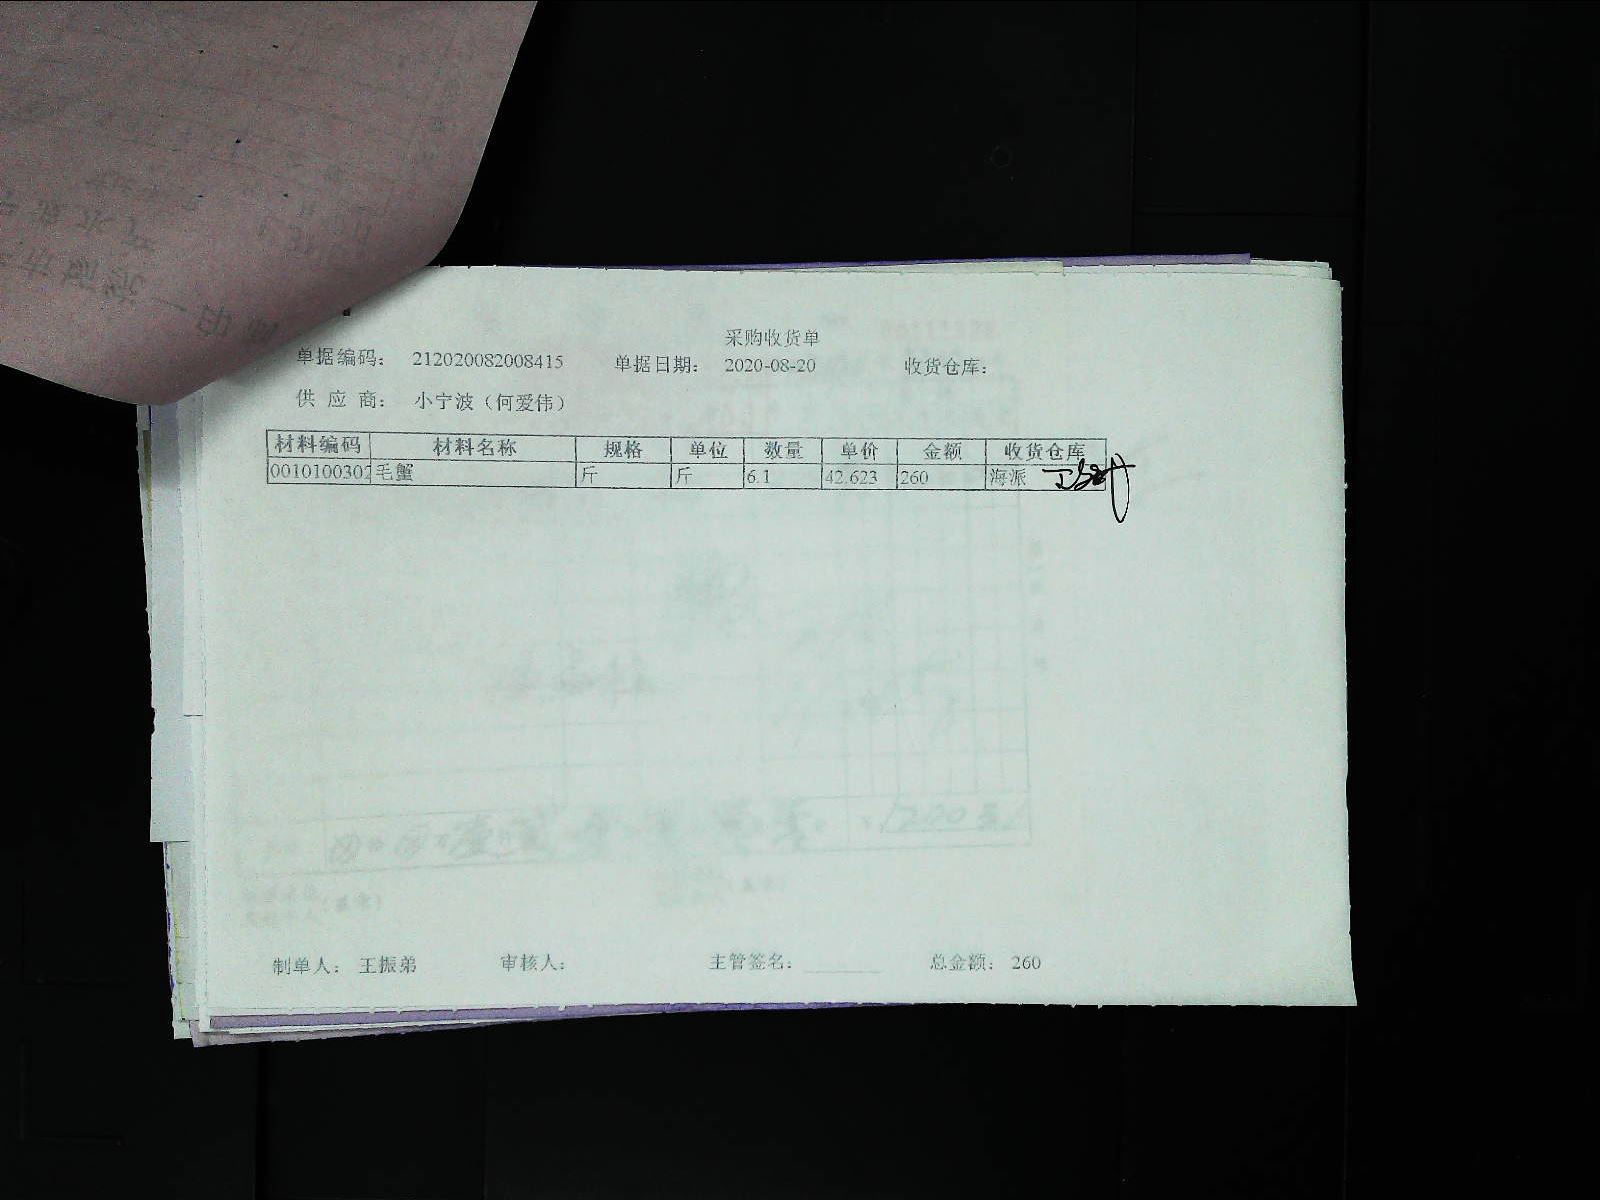 采购收货单
单据编码: 212020082008415 单据日期: 2020-08-20 收货仓库:
供 应 商: 小宁波（何爱伟）
材料编码 材料名称 规格 单位 数量 单价 金额 收货仓库
0010100302 毛蟹 斤 斤 6.1 42.623 260 海派
制单人: 王振弟 审核人: 主管签名: 总金额: 260